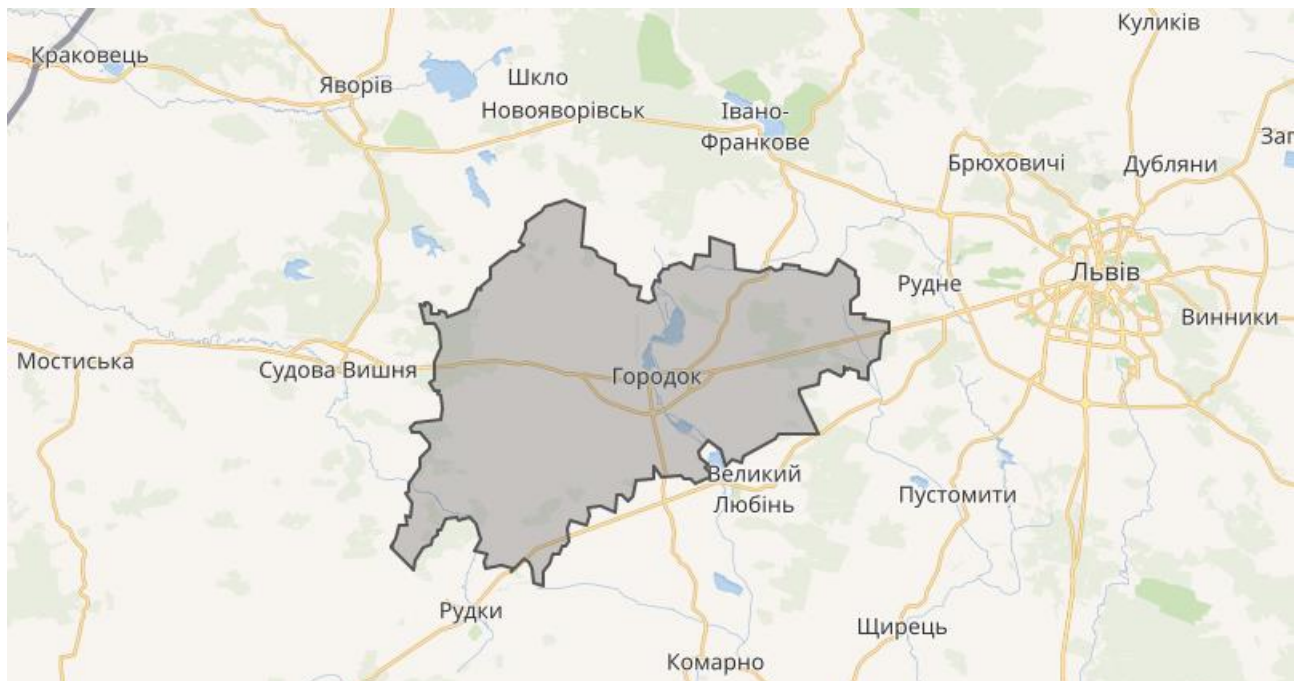 Куликів
Краковець
Яворів
Шкло
Новояворівськ
Івано-
Франкове
Заг
Брюховичі
Дубляни
Львів
Рудне
Винники
Мостиська
Судова Вишня
Городок
Великий
Любінь
Пустомити
Рудки
Щирець
Комарно